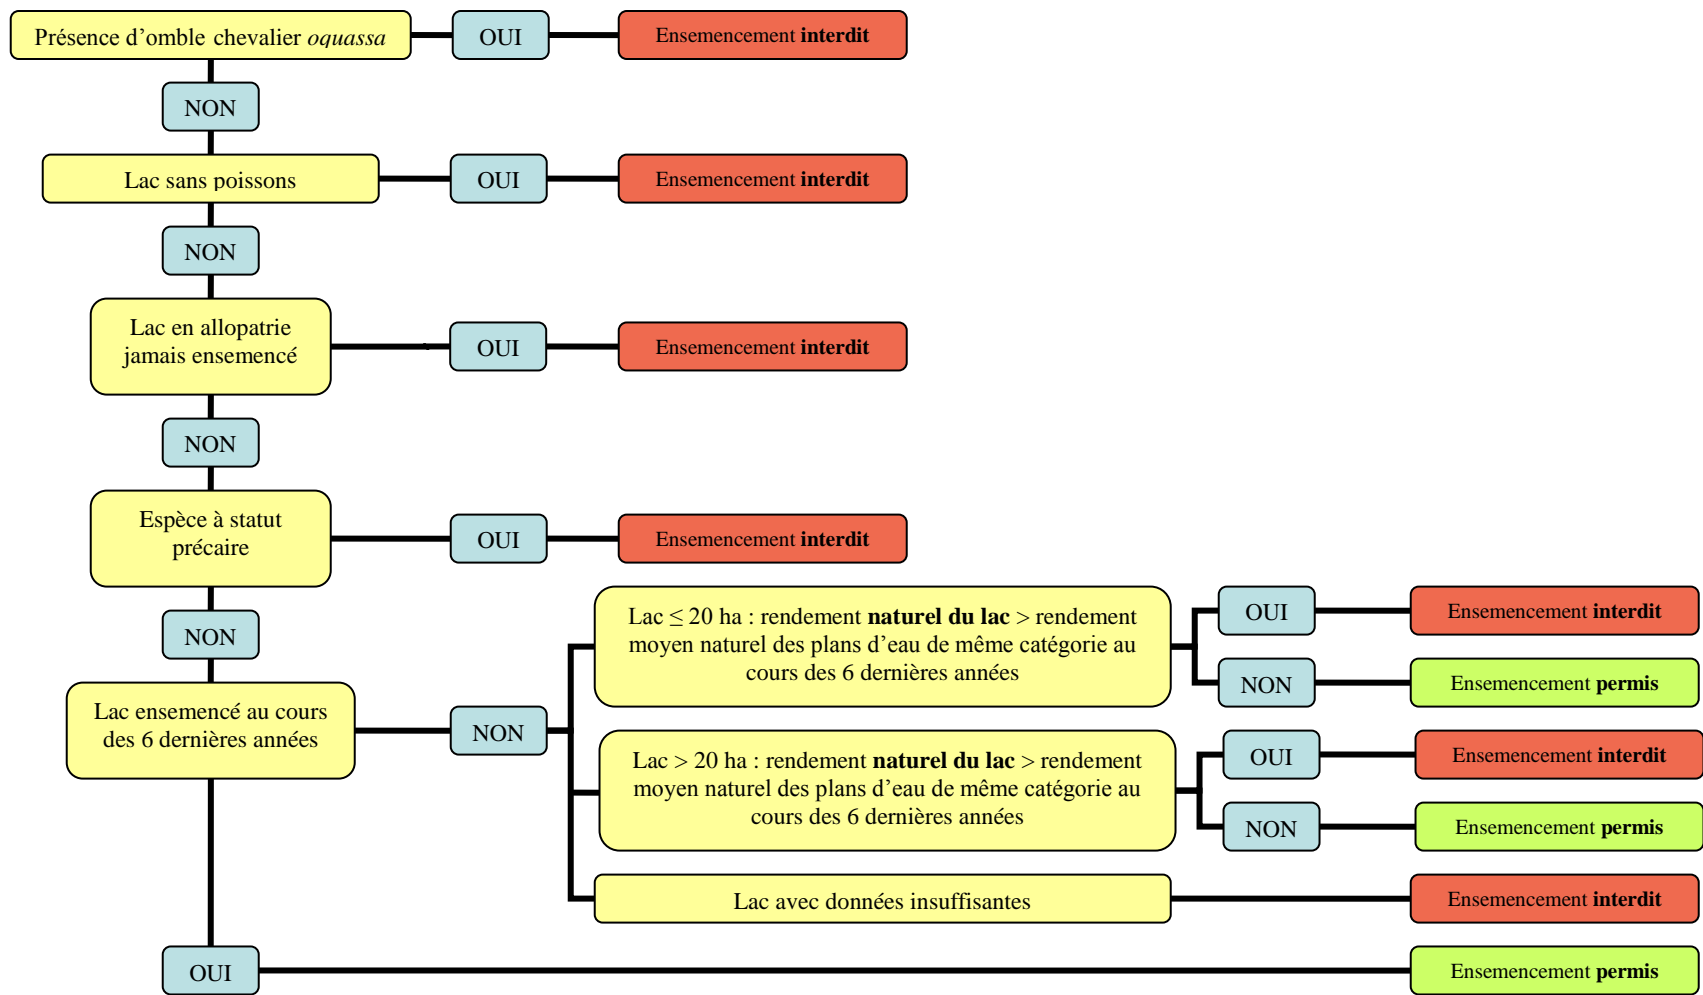 Présence d'omble chevalier oquassa
OUI
Ensemencement interdit
NON
Lac sans poissons
OUI
Ensemencement interdit
NON
Lac en allopatrie
jamais ensemencé
OUI
Ensemencement interdit
NON
Espèce à statut
précaire
OUI
Ensemencement interdit
NON
Lac ensemencé au cours
des 6 dernières années
NON
Lac ≤ 20 ha : rendement naturel du lac > rendement
moyen naturel des plans d'eau de même catégorie au
cours des 6 dernières années
OUI
Ensemencement interdit
NON
Ensemencement permis
Lac > 20 ha : rendement naturel du lac > rendement
moyen naturel des plans d'eau de même catégorie au
cours des 6 dernières années
OUI
Ensemencement interdit
NON
Ensemencement permis
Lac avec données insuffisantes
Ensemencement interdit
OUI
Ensemencement permis